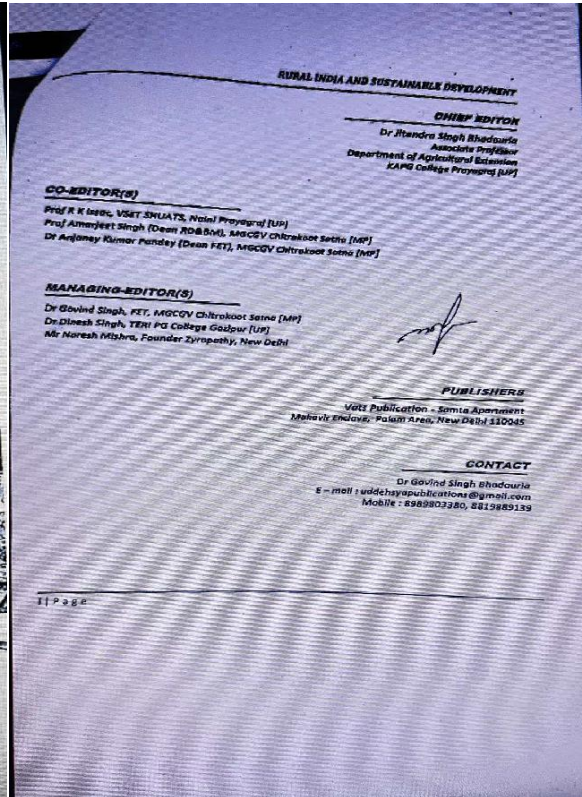 RURAL INDIA AND SUSTAINABLE DEVELOPMENT
CHIEF EDITOR
Dr Jitendra Singh Bhadouria
Associate Professor
Department of Agricultural Extension
KAPG College Prayagraj [UP]
CO-EDITOR(S)
Prof R K Issac, VSET SHUATS, Naini Prayagraj [UP]
Prof Amarjeet Singh (Dean RD&BM), MGCGV Chitrakoot Satna [MP]
Dr Anjaney Kumar Pandey (Dean FET), MGCGV Chitrakoot Satna [MP]
MANAGING-EDITOR(S)
Dr Govind Singh, FET, MGCGV Chitrakoot Satna [MP]
Dr Dinesh Singh, TERI PG College Gazipur [UP]
Mr Naresh Mishra, Founder Zyropathy, New Delhi
PUBLISHERS
Vats Publication - Samta Apartment
Mahavir Enclave, Palam Area, New Delhi 110045
CONTACT
Dr Govind Singh Bhadouria
E – mail : uddehsyapublications@gmail.com
Mobile : 8989803380, 8819889139
| P a g e